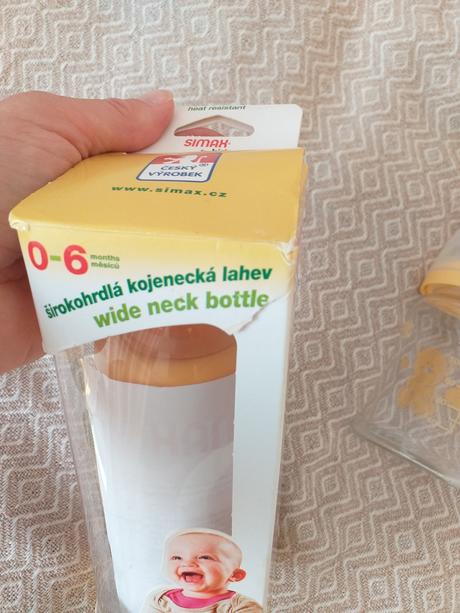 heat resistant
SIMAX
ČESKÝ
VÝROBEK
www.simax.cz
0-6 months
měsíců
širokohrdlá kojenecká lahev
wide neck bottle